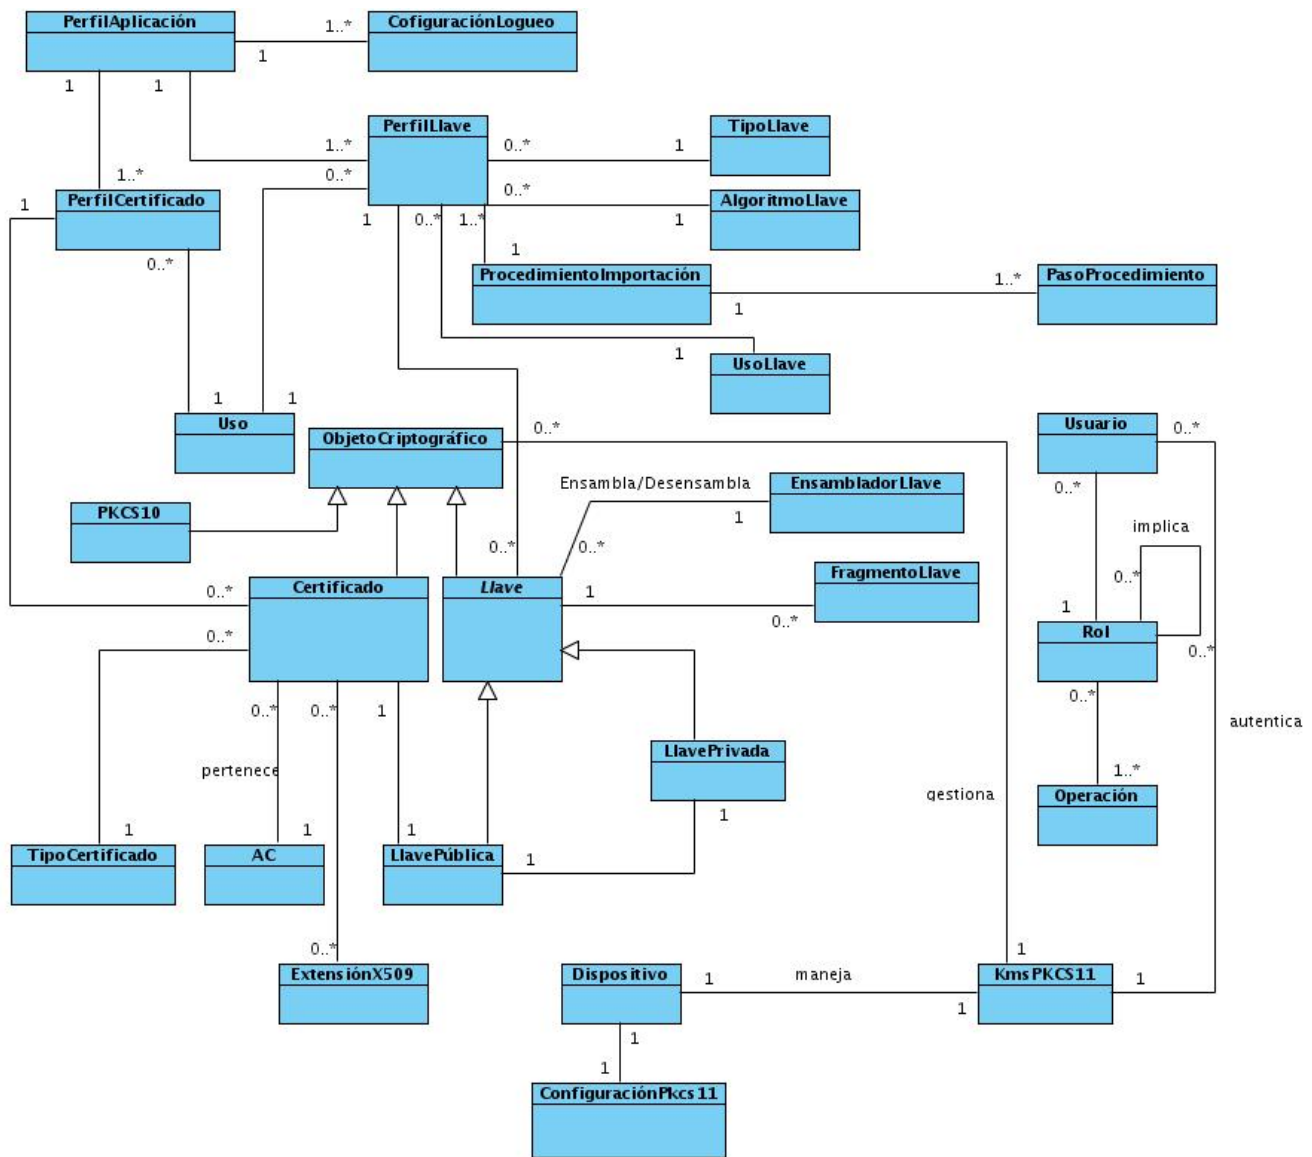 PerfilAplicación
1..*
CofiguraciónLogueo
1
1
1
PerfilLlave
TipoLlave
1..*
0..*
1
1..*
0..*
0..*
AlgoritmoLlave
1
PerfilCertificado
1
0..*
1..*
1
1
0..*
ProcedimientoImportación
1..*
PasoProcedimiento
1
1
UsoLlave
1
1
Uso
ObjetoCriptográfico
0..*
Usuario
0..*
Ensambla/Desensambla
EnsambladorLlave
0..*
PKCS10
1
implica
0..*
0..*
FragmentoLlave
0..*
Certificado
Llave
0..*
1
1
0..*
Rol
0..*
0..*
0..*
0..*
0..*
1
autentica
LlavePrivada
pertenece
1..*
gestiona
Operación
1
1
1
1
TipoCertificado
AC
LlavePública
1
0..*
1
ExtensiónX509
Dispositivo
maneja
KmsPKCS11
1
1
1
1
1
ConfiguraciónPkcs11